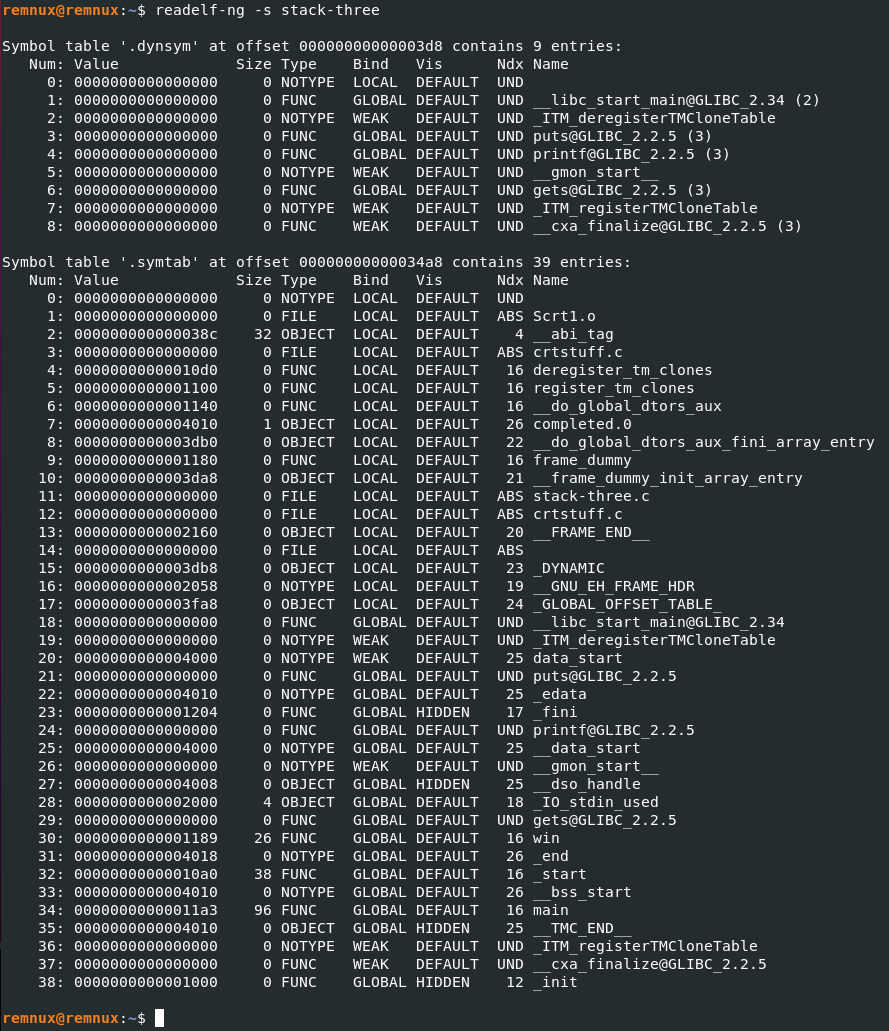 remnux@remnux:~$ readelf-ng -s stack-three

Symbol table '.dynsym' at offset 00000000000003d8 contains 9 entries:
   Num: Value             Size Type    Bind   Vis      Ndx Name
     0: 0000000000000000     0 NOTYPE  LOCAL  DEFAULT  UND
     1: 0000000000000000     0 FUNC    GLOBAL DEFAULT  UND __libc_start_main@GLIBC_2.34 (2)
     2: 0000000000000000     0 NOTYPE  WEAK   DEFAULT  UND _ITM_deregisterTMCloneTable
     3: 0000000000000000     0 FUNC    GLOBAL DEFAULT  UND puts@GLIBC_2.2.5 (3)
     4: 0000000000000000     0 FUNC    GLOBAL DEFAULT  UND printf@GLIBC_2.2.5 (3)
     5: 0000000000000000     0 NOTYPE  WEAK   DEFAULT  UND __gmon_start__
     6: 0000000000000000     0 FUNC    GLOBAL DEFAULT  UND gets@GLIBC_2.2.5 (3)
     7: 0000000000000000     0 NOTYPE  WEAK   DEFAULT  UND _ITM_registerTMCloneTable
     8: 0000000000000000     0 FUNC    WEAK   DEFAULT  UND __cxa_finalize@GLIBC_2.2.5 (3)

Symbol table '.symtab' at offset 00000000000034a8 contains 39 entries:
   Num: Value             Size Type    Bind   Vis      Ndx Name
     0: 0000000000000000     0 NOTYPE  LOCAL  DEFAULT  UND
     1: 0000000000000000     0 FILE    LOCAL  DEFAULT  ABS Scrt1.o
     2: 000000000000038c    32 OBJECT  LOCAL  DEFAULT    4 __abi_tag
     3: 0000000000000000     0 FILE    LOCAL  DEFAULT  ABS crtstuff.c
     4: 00000000000010d0     0 FUNC    LOCAL  DEFAULT   16 deregister_tm_clones
     5: 0000000000001100     0 FUNC    LOCAL  DEFAULT   16 register_tm_clones
     6: 0000000000001140     0 FUNC    LOCAL  DEFAULT   16 __do_global_dtors_aux
     7: 0000000000004010     1 OBJECT  LOCAL  DEFAULT   26 completed.0
     8: 0000000000003db0     0 OBJECT  LOCAL  DEFAULT   22 __do_global_dtors_aux_fini_array_entry
     9: 0000000000001180     0 FUNC    LOCAL  DEFAULT   16 frame_dummy
    10: 0000000000003da8     0 OBJECT  LOCAL  DEFAULT   21 __frame_dummy_init_array_entry
    11: 0000000000000000     0 FILE    LOCAL  DEFAULT  ABS stack-three.c
    12: 0000000000000000     0 FILE    LOCAL  DEFAULT  ABS crtstuff.c
    13: 0000000000002160     0 OBJECT  LOCAL  DEFAULT   20 __FRAME_END__
    14: 0000000000000000     0 FILE    LOCAL  DEFAULT  ABS
    15: 0000000000003db8     0 OBJECT  LOCAL  DEFAULT   23 _DYNAMIC
    16: 0000000000002058     0 NOTYPE  LOCAL  DEFAULT   19 __GNU_EH_FRAME_HDR
    17: 0000000000003fa8     0 OBJECT  LOCAL  DEFAULT   24 _GLOBAL_OFFSET_TABLE_
    18: 0000000000000000     0 FUNC    GLOBAL DEFAULT  UND __libc_start_main@GLIBC_2.34
    19: 0000000000000000     0 NOTYPE  WEAK   DEFAULT  UND _ITM_deregisterTMCloneTable
    20: 0000000000004000     0 NOTYPE  WEAK   DEFAULT   25 data_start
    21: 0000000000000000     0 FUNC    GLOBAL DEFAULT  UND puts@GLIBC_2.2.5
    22: 0000000000004010     0 NOTYPE  GLOBAL DEFAULT   25 _edata
    23: 0000000000001204     0 FUNC    GLOBAL HIDDEN    17 _fini
    24: 0000000000000000     0 FUNC    GLOBAL DEFAULT  UND printf@GLIBC_2.2.5
    25: 0000000000004000     0 NOTYPE  GLOBAL DEFAULT   25 __data_start
    26: 0000000000000000     0 NOTYPE  WEAK   DEFAULT  UND __gmon_start__
    27: 0000000000004008     0 OBJECT  GLOBAL HIDDEN    25 __dso_handle
    28: 0000000000002000     4 OBJECT  GLOBAL DEFAULT   18 _IO_stdin_used
    29: 0000000000000000     0 FUNC    GLOBAL DEFAULT  UND gets@GLIBC_2.2.5
    30: 0000000000001189    26 FUNC    GLOBAL DEFAULT   16 win
    31: 0000000000004018     0 NOTYPE  GLOBAL DEFAULT   26 _end
    32: 00000000000010a0    38 FUNC    GLOBAL DEFAULT   16 _start
    33: 0000000000004010     0 NOTYPE  GLOBAL DEFAULT   26 __bss_start
    34: 00000000000011a3    96 FUNC    GLOBAL DEFAULT   16 main
    35: 0000000000004010     0 OBJECT  GLOBAL HIDDEN    25 __TMC_END__
    36: 0000000000000000     0 NOTYPE  WEAK   DEFAULT  UND _ITM_registerTMCloneTable
    37: 0000000000000000     0 FUNC    WEAK   DEFAULT  UND __cxa_finalize@GLIBC_2.2.5
    38: 0000000000001000     0 FUNC    GLOBAL HIDDEN    12 _init

remnux@remnux:~$